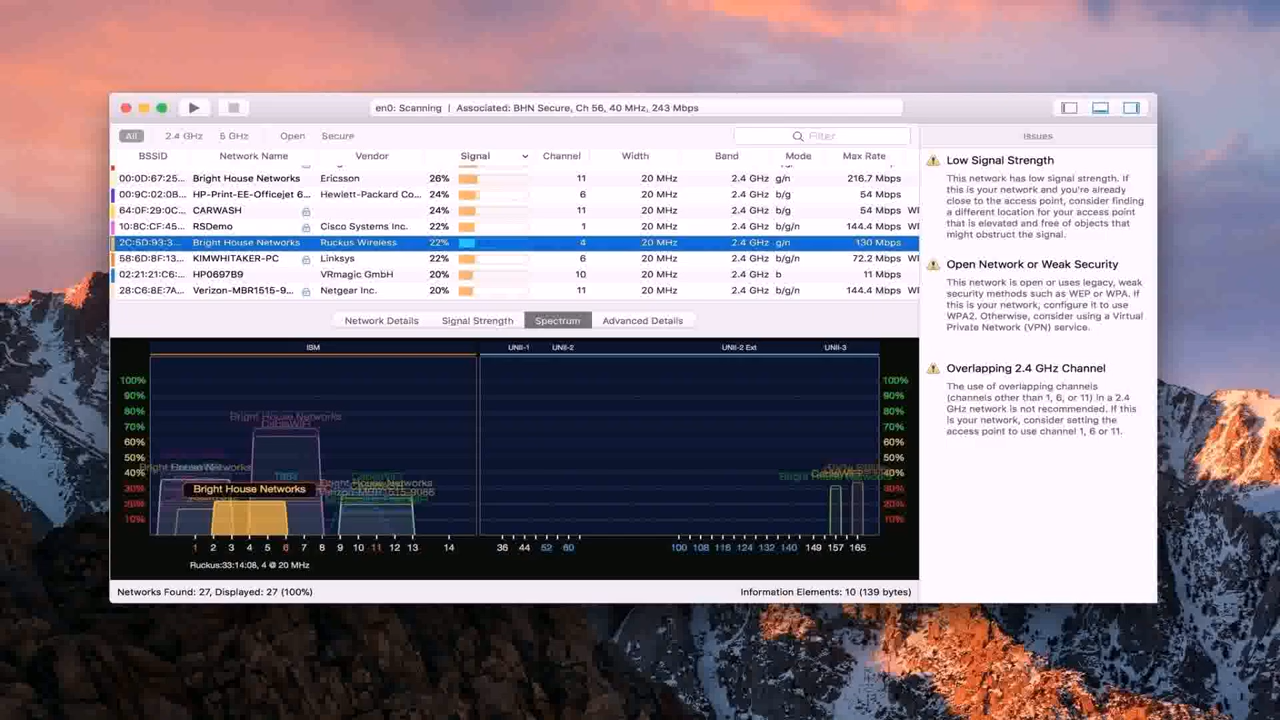 en0: Scanning | Associated: BHN Secure, Ch 56, 40 MHz, 243 Mbps
All 2.4 GHz 5 GHz Open Secure Filter Issues
BSSID Network Name Vendor Signal Channel Width Band Mode Max Rate
00:0D:67:25... Bright House Networks Ericsson 26% 11 20 MHz 2.4 GHz g/n 216.7 Mbps
00:9C:02:0B... HP-Print-EE-Officejet 6... Hewlett-Packard Co... 24% 6 20 MHz 2.4 GHz b/g 54 Mbps
64:0F:29:0C... CARWASH 24% 11 20 MHz 2.4 GHz b/g 54 Mbps
10:8C:CF:45... RSDemo Cisco Systems Inc. 22% 1 20 MHz 2.4 GHz b/g/n 144.4 Mbps
2C:5D:93:3... Bright House Networks Ruckus Wireless 22% 4 20 MHz 2.4 GHz g/n 130 Mbps
58:6D:8F:13... KIMWHITAKER-PC Linksys 22% 6 20 MHz 2.4 GHz b/g/n 72.2 Mbps
02:21:21:C6:... HP0697B9 VRmagic GmbH 20% 10 20 MHz 2.4 GHz b 11 Mbps
28:C6:8E:7A... Verizon-MBR1515-9... Netgear Inc. 20% 11 20 MHz 2.4 GHz b/g/n 144.4 Mbps
Network Details Signal Strength Spectrum Advanced Details
ISM UNII-1 UNII-2 UNII-2 Ext UNII-3
100% 100%
90% 90%
80% 80%
Bright House Networks
CableWiFi
70% 70%
60% 60%
50% 50%
Bright House Networks
40% 40%
Bright House Networks
30% 30%
Bright House Networks
20% 20%
10% 10%
1 2 3 4 5 6 7 8 9 10 11 12 13 14 36 44 52 60 100 108 116 124 132 140 149 157 165
Ruckus:33:14:08, 4 @ 20 MHz
Networks Found: 27, Displayed: 27 (100%) Information Elements: 10 (139 bytes)
Low Signal Strength
This network has low signal strength. If
this is your network and you're already
close to the access point, consider finding
a different location for your access point
that is elevated and free of objects that
might obstruct the signal.
Open Network or Weak Security
This network is open or uses legacy, weak
security methods such as WEP or WPA. If
this is your network, configure it to use
WPA2. Otherwise, consider using a Virtual
Private Network (VPN) service.
Overlapping 2.4 GHz Channel
The use of overlapping channels
(channels other than 1, 6, or 11) in a 2.4
GHz network is not recommended. If this
is your network, consider setting the
access point to use channel 1, 6 or 11.